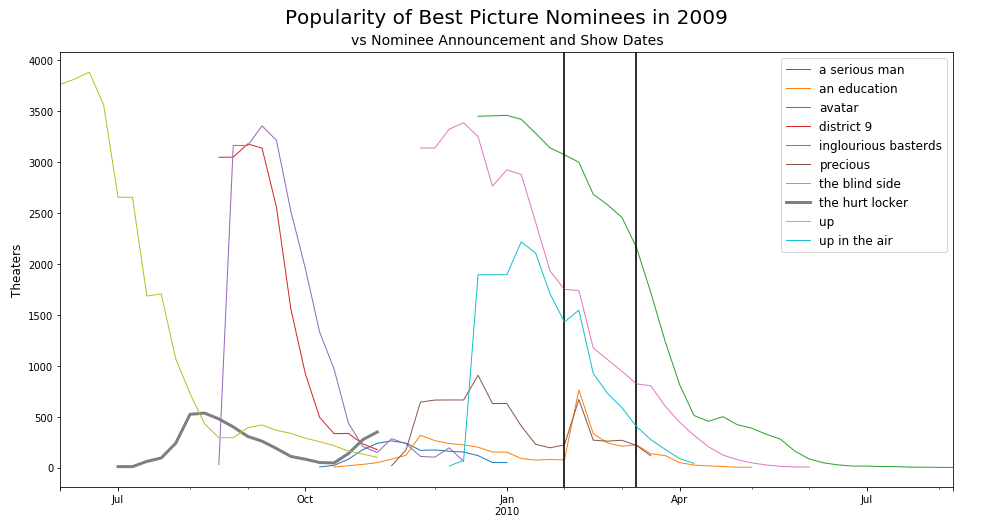 Popularity of Best Picture Nominees in 2009
vs Nominee Announcement and Show Dates
Theaters
4000
3500
3000
2500
2000
1500
1000
500
0
a serious man
an education
avatar
district 9
inglourious basterds
precious
the blind side
the hurt locker
up
up in the air
Jul
Oct
Jan
2010
Apr
Jul